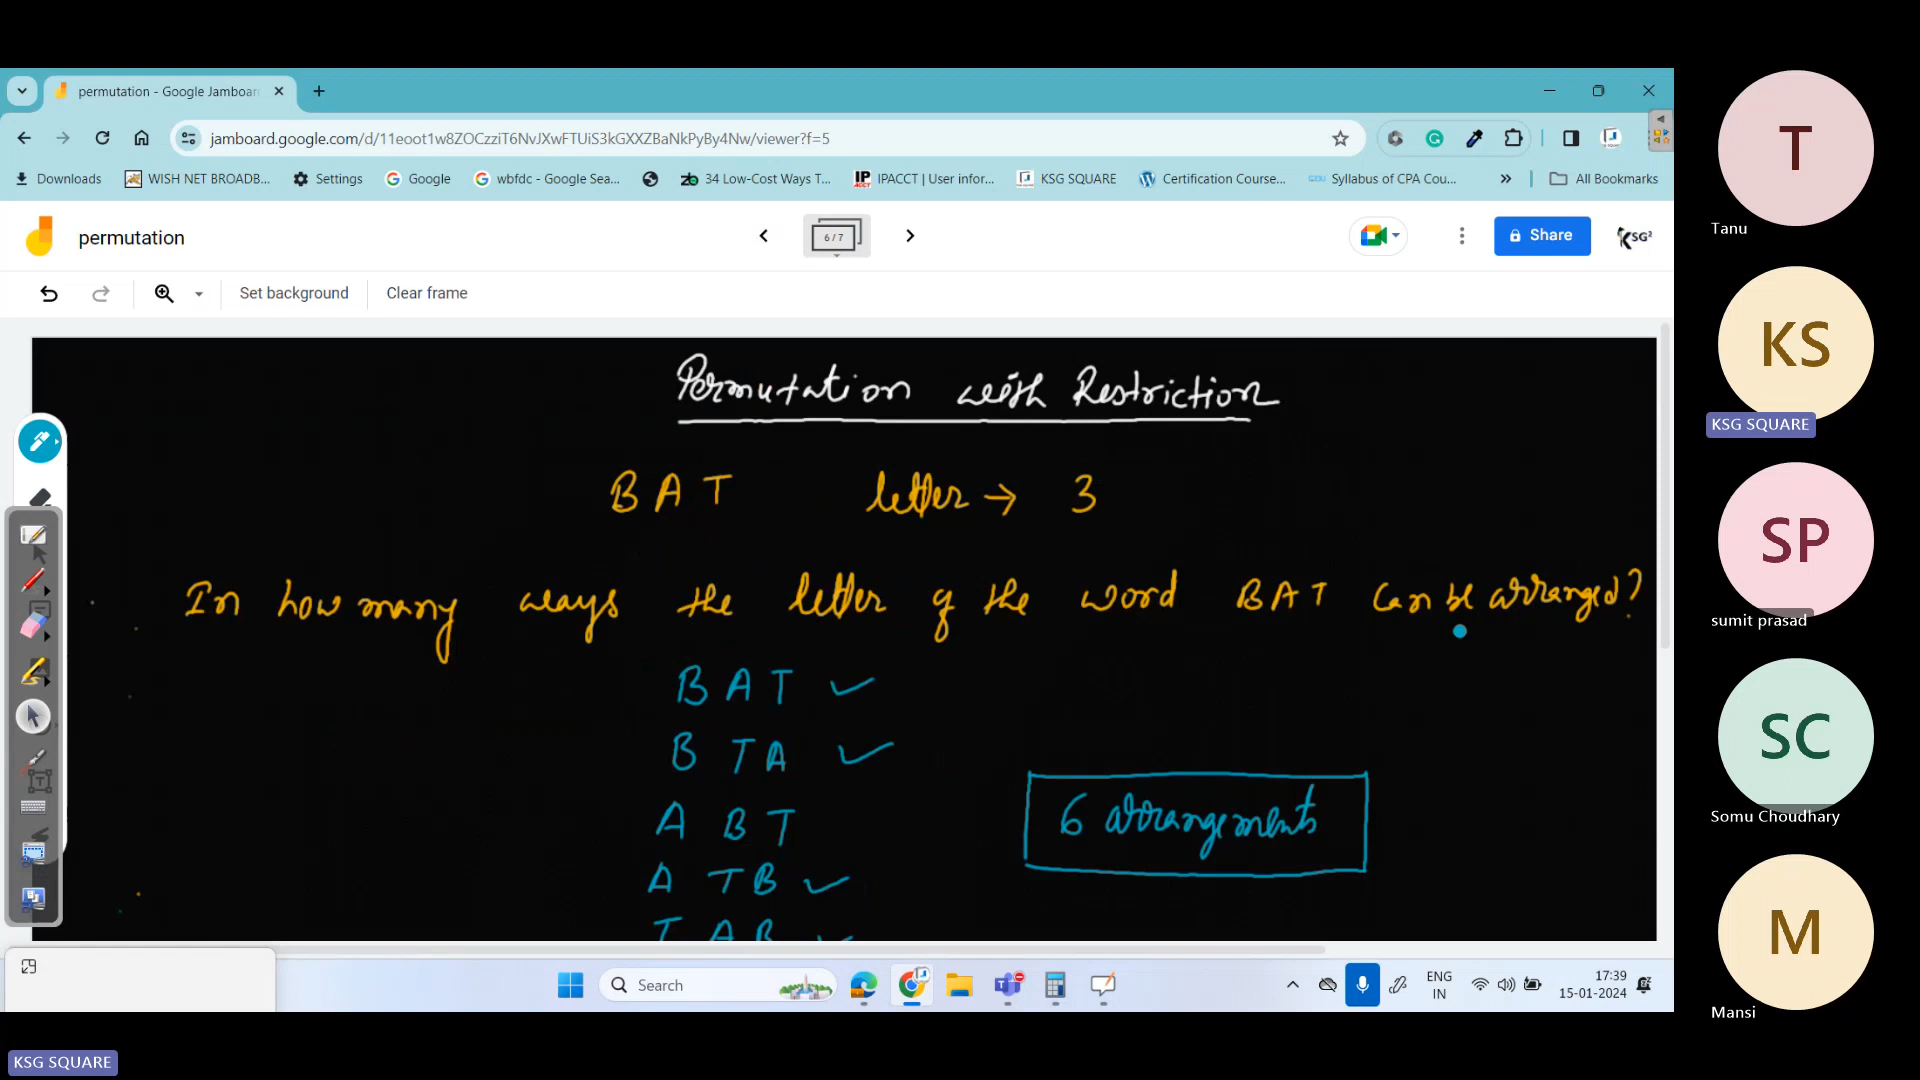 permutation - Google Jamboar
jamboard.google.com/d/11eoot1w8ZOCzziT6NvJXwFTUiS3kGXXZBaNkPyBy4Nw/viewer?f=5
Downloads WISH NET BROADB... Settings Google wbfdc - Google Sea... 34 Low-Cost Ways T... IPACCT | User infor... KSG SQUARE Certification Course... Syllabus of CPA Cou... » All Bookmarks
permutation
6 / 7
Share
KSG²
Set background Clear frame
Permutation with Restriction
B A T letter → 3
In how many ways the letter of the word BAT can be arranged?
B A T ✓
B T A ✓
A B T
6 arrangements
A T B ✓
T A B ✓
Search
ENG
IN
17:39
15-01-2024
KSG SQUARE
T
Tanu
KS
KSG SQUARE
SP
sumit prasad
SC
Somu Choudhary
M
Mansi